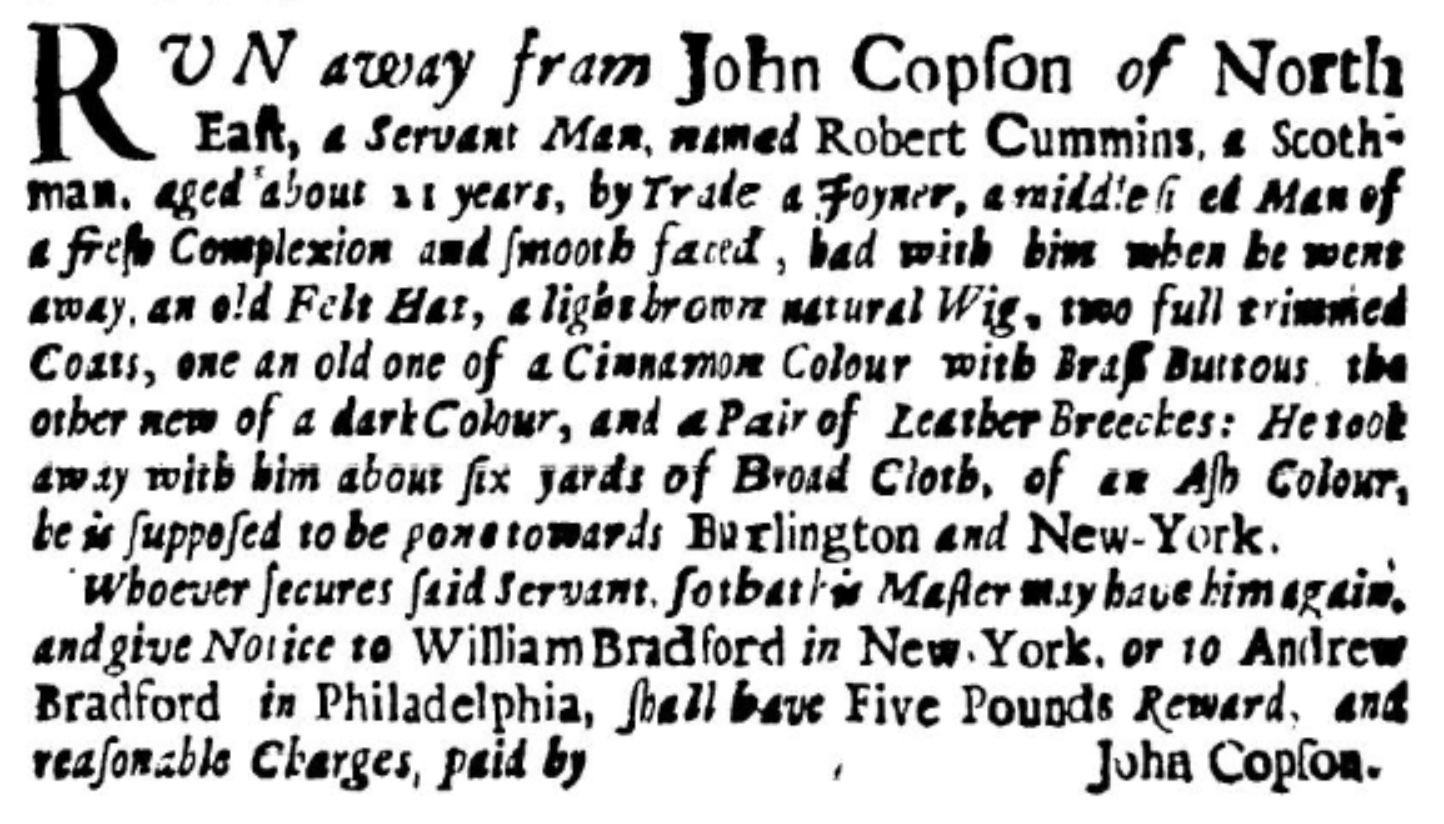 RUN away fram John Copſon of North
Eaſt, a Servant Man, named Robert Cummins, a Scoth-
man, aged about 21 years, by Trade a Joyner, a middle ſi ed Man of
a freſh Complexion and ſmooth faced, had with him when he went
away, an old Felt Hat, a light brown natural Wig, two full trimmed
Coats, one an old one of a Cinnamon Colour with Braſs Buttous the
other new of a dark Colour, and a Pair of Leather Breeches: He took
away with him about ſix yards of Broad Cloth, of an Aſh Colour,
he is ſuppoſed to be gone towards Burlington and New-York.
Whoever ſecures ſaid Servant, ſo that his Maſter may have him again,
and give Notice to William Bradford in New-York, or to Andrew
Bradford in Philadelphia, ſhall have Five Pounds Reward, and
reaſonable Charges, paid by John Copſon.